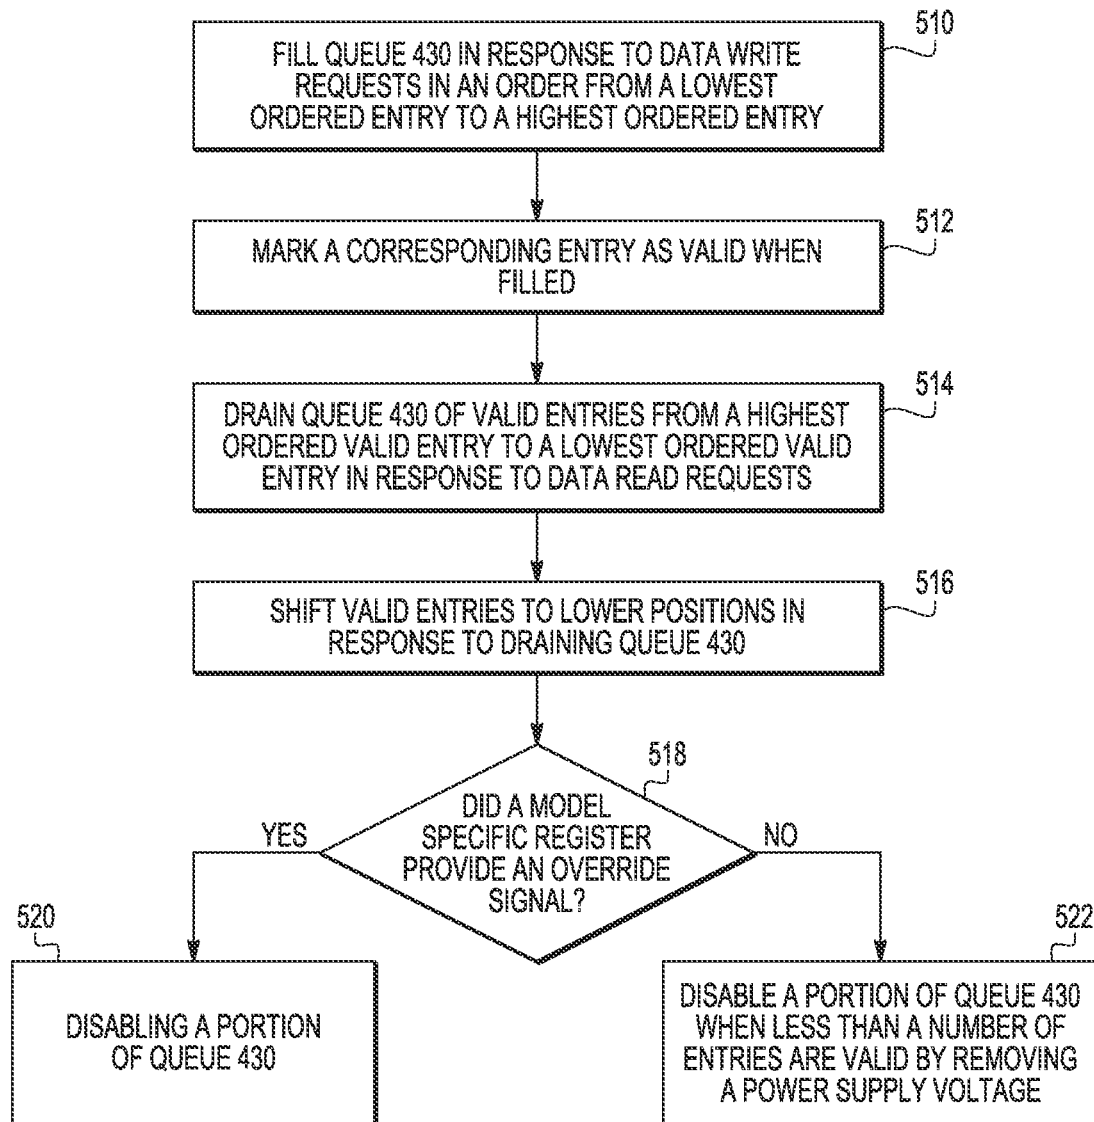 510
FILL QUEUE 430 IN RESPONSE TO DATA WRITE
REQUESTS IN AN ORDER FROM A LOWEST
ORDERED ENTRY TO A HIGHEST ORDERED ENTRY
512
MARK A CORRESPONDING ENTRY AS VALID WHEN
FILLED
514
DRAIN QUEUE 430 OF VALID ENTRIES FROM A HIGHEST
ORDERED VALID ENTRY TO A LOWEST ORDERED VALID
ENTRY IN RESPONSE TO DATA READ REQUESTS
516
SHIFT VALID ENTRIES TO LOWER POSITIONS IN
RESPONSE TO DRAINING QUEUE 430
518
DID A MODEL
SPECIFIC REGISTER
PROVIDE AN OVERRIDE
SIGNAL?
YES
NO
520
DISABLING A PORTION
OF QUEUE 430
522
DISABLE A PORTION OF QUEUE 430
WHEN LESS THAN A NUMBER OF
ENTRIES ARE VALID BY REMOVING
A POWER SUPPLY VOLTAGE